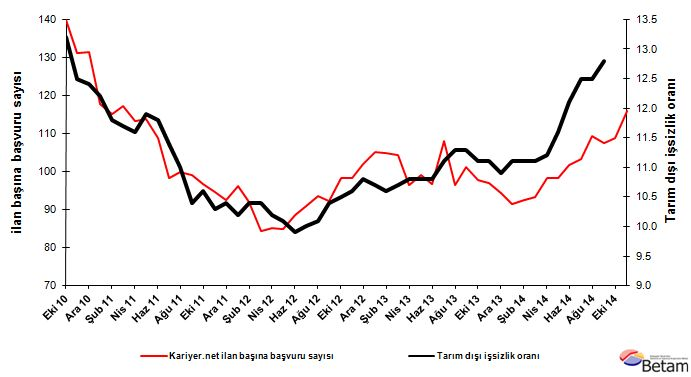 140
130
120
110
100
90
80
70
ilan başına başvuru sayısı
13.5
13.0
12.5
12.0
11.5
11.0
10.5
10.0
9.5
9.0
Tarım dışı işsizlik oranı
Eki 10
Ara 10
Şub 11
Nis 11
Haz 11
Ağu 11
Eki 11
Ara 11
Şub 12
Nis 12
Haz 12
Ağu 12
Eki 12
Ara 12
Şub 13
Nis 13
Haz 13
Ağu 13
Eki 13
Ara 13
Şub 14
Nis 14
Haz 14
Ağu 14
Eki 14
Kariyer.net ilan başına başvuru sayısı
Tarım dışı işsizlik oranı
Betam